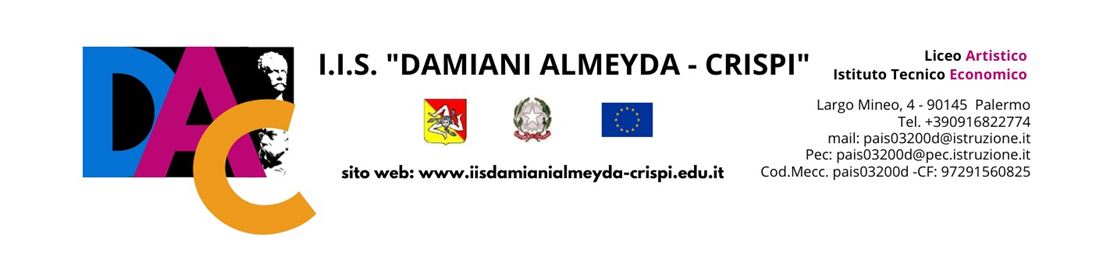 DAC
I.I.S. "DAMIANI ALMEYDA - CRISPI"
sito web: www.iisdamianialmeyda-crispi.edu.it
Liceo Artistico
Istituto Tecnico Economico
Largo Mineo, 4 - 90145 Palermo
Tel. +390916822774
mail: pais03200d@istruzione.it
Pec: pais03200d@pec.istruzione.it
Cod.Mecc. pais03200d -CF: 97291560825